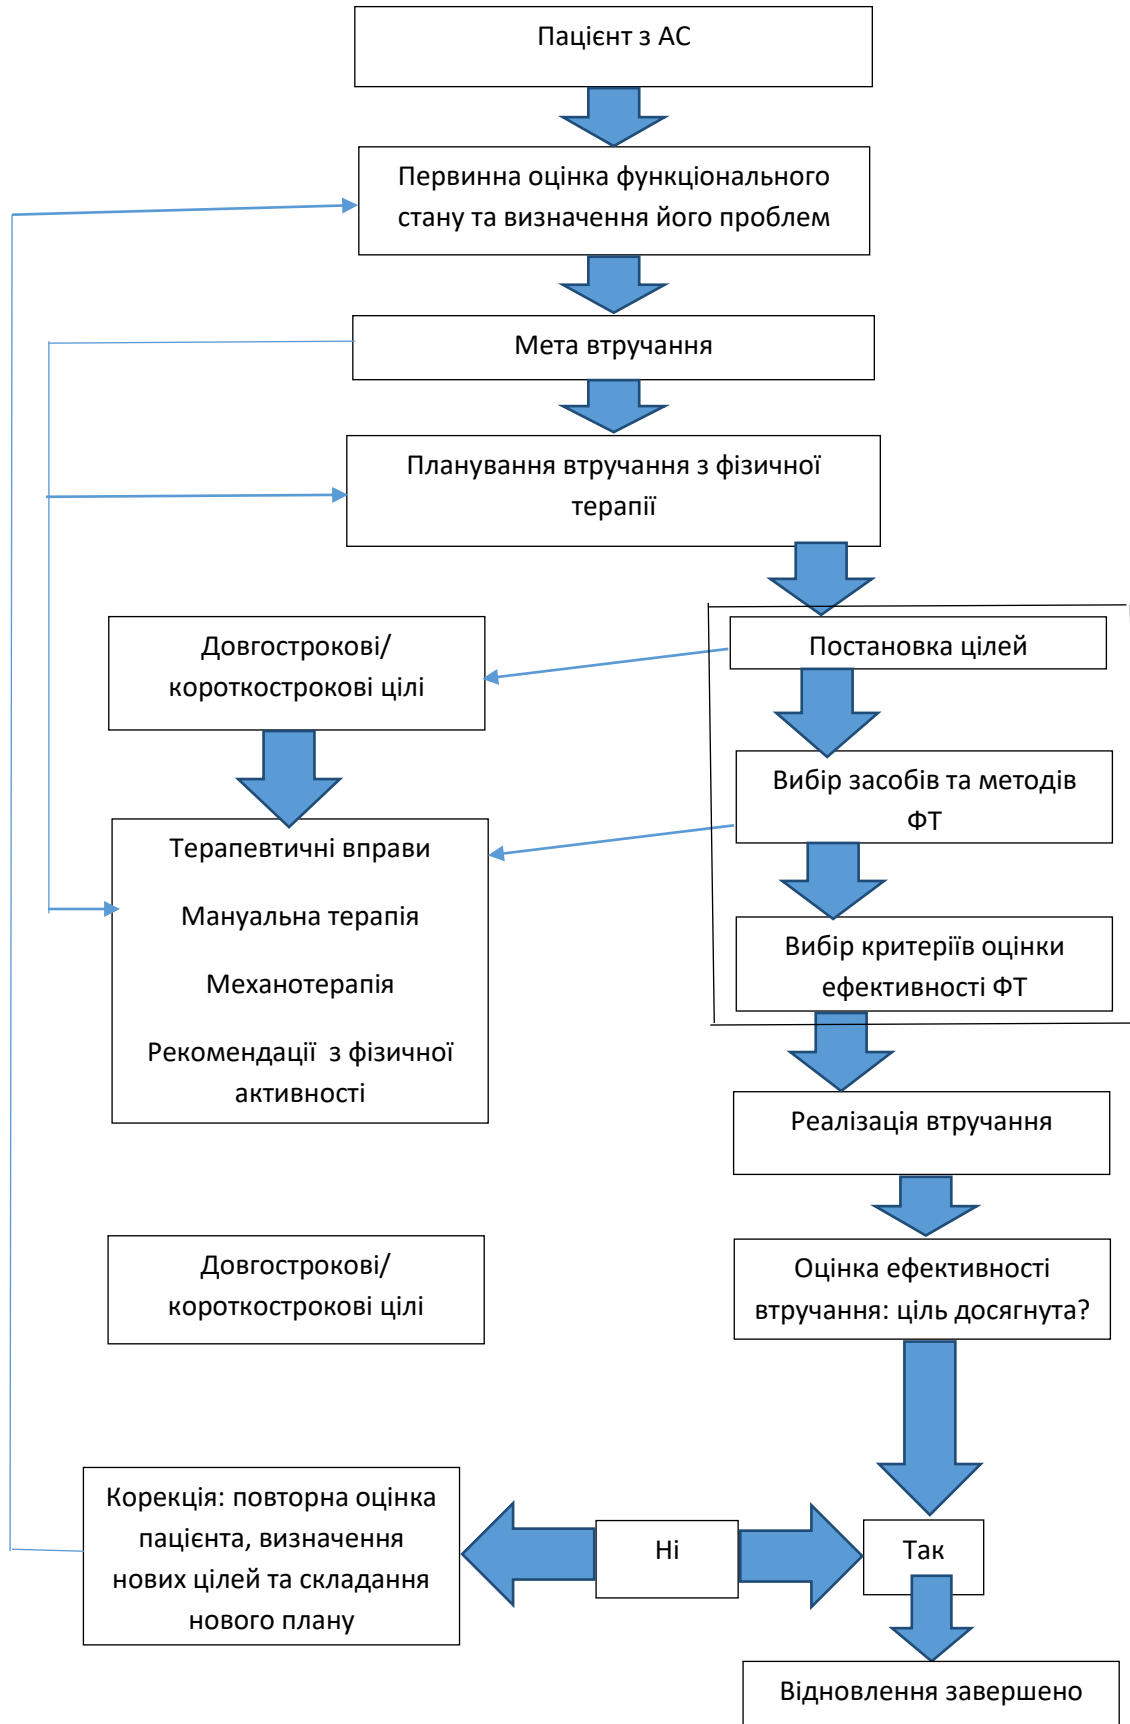 Пацієнт з АС
Первинна оцінка функціонального
стану та визначення його проблем
Мета втручання
Планування втручання з фізичної
терапії
Довгострокові/
короткострокові цілі
Постановка цілей
Вибір засобів та методів
ФТ
Терапевтичні вправи
Мануальна терапія
Механотерапія
Рекомендації з фізичної
активності
Вибір критеріїв оцінки
ефективності ФТ
Реалізація втручання
Довгострокові/
короткострокові цілі
Оцінка ефективності
втручання: ціль досягнута?
Корекція: повторна оцінка
пацієнта, визначення
нових цілей та складання
нового плану
Ні
Так
Відновлення завершено